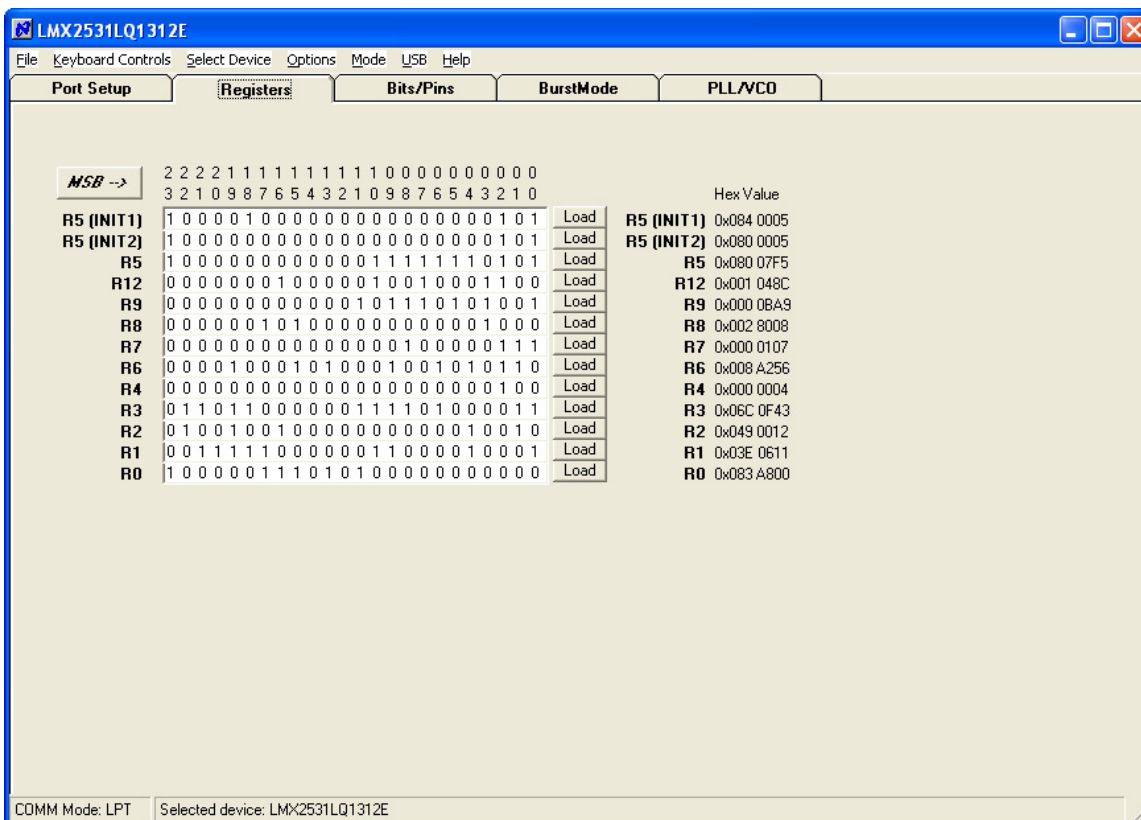 LMX2531LQ1312E
File Keyboard Controls Select Device Options Mode USB Help
Port Setup Registers Bits/Pins BurstMode PLL/VCO
MSB -->
2 2 2 2 1 1 1 1 1 1 1 1 1 1 0 0 0 0 0 0 0 0 0 0
3 2 1 0 9 8 7 6 5 4 3 2 1 0 9 8 7 6 5 4 3 2 1 0
Hex Value
R5 (INIT1) 1 0 0 0 0 1 0 0 0 0 0 0 0 0 0 0 0 0 0 0 0 1 0 1 Load R5 (INIT1) 0x084 0005
R5 (INIT2) 1 0 0 0 0 0 0 0 0 0 0 0 0 0 0 0 0 0 0 0 0 1 0 1 Load R5 (INIT2) 0x080 0005
R5 1 0 0 0 0 0 0 0 0 0 0 0 0 1 1 1 1 1 1 1 0 1 0 1 Load R5 0x080 07F5
R12 0 0 0 0 0 0 0 1 0 0 0 0 0 1 0 0 1 0 0 0 1 1 0 0 Load R12 0x001 048C
R9 0 0 0 0 0 0 0 0 0 0 0 0 1 0 1 1 1 0 1 0 1 0 0 1 Load R9 0x000 0BA9
R8 0 0 0 0 0 0 1 0 1 0 0 0 0 0 0 0 0 0 0 0 1 0 0 0 Load R8 0x002 8008
R7 0 0 0 0 0 0 0 0 0 0 0 0 0 0 0 1 0 0 0 0 0 1 1 1 Load R7 0x000 0107
R6 0 0 0 0 1 0 0 0 1 0 1 0 0 0 1 0 0 1 0 1 0 1 1 0 Load R6 0x008 A256
R4 0 0 0 0 0 0 0 0 0 0 0 0 0 0 0 0 0 0 0 0 0 1 0 0 Load R4 0x000 0004
R3 0 1 1 0 1 1 0 0 0 0 0 0 1 1 1 1 0 1 0 0 0 0 1 1 Load R3 0x06C 0F43
R2 0 1 0 0 1 0 0 1 0 0 0 0 0 0 0 0 0 0 0 1 0 0 1 0 Load R2 0x049 0012
R1 0 0 1 1 1 1 1 0 0 0 0 0 0 1 1 0 0 0 0 1 0 0 0 1 Load R1 0x03E 0611
R0 1 0 0 0 0 0 1 1 1 0 1 0 1 0 0 0 0 0 0 0 0 0 0 0 Load R0 0x083 A800
COMM Mode: LPT Selected device: LMX2531LQ1312E